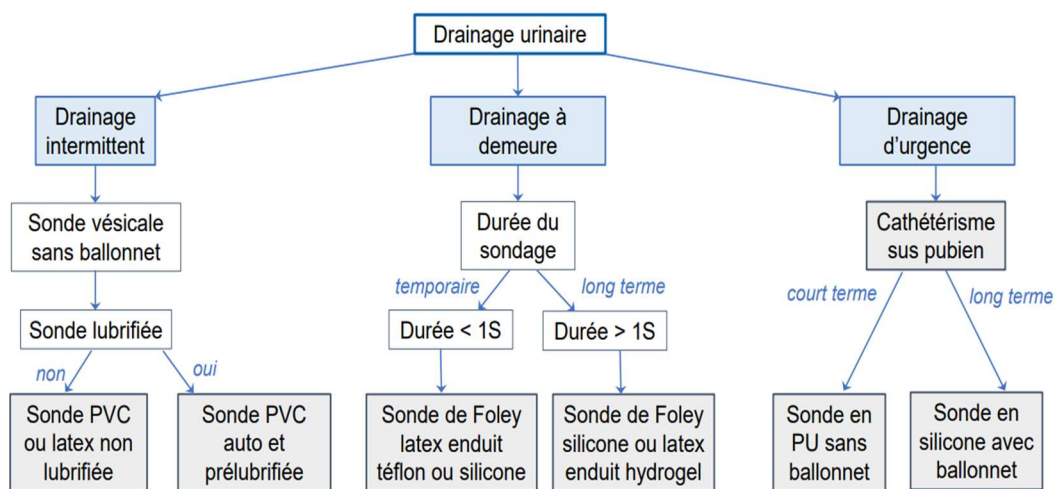 Drainage urinaire
Drainage
intermittent
Drainage à
demeure
Drainage
d'urgence
Sonde vésicale
sans ballonnet
Durée du
sondage
Cathétérisme
sus pubien
temporaire
long terme
court terme
long terme
Sonde lubrifiée
Durée < 1S
Durée > 1S
non
oui
Sonde PVC
ou latex non
lubrifiée
Sonde PVC
auto et
prélubrifiée
Sonde de Foley
latex enduit
téflon ou silicone
Sonde de Foley
silicone ou latex
enduit hydrogel
Sonde en
PU sans
ballonnet
Sonde en
silicone avec
ballonnet